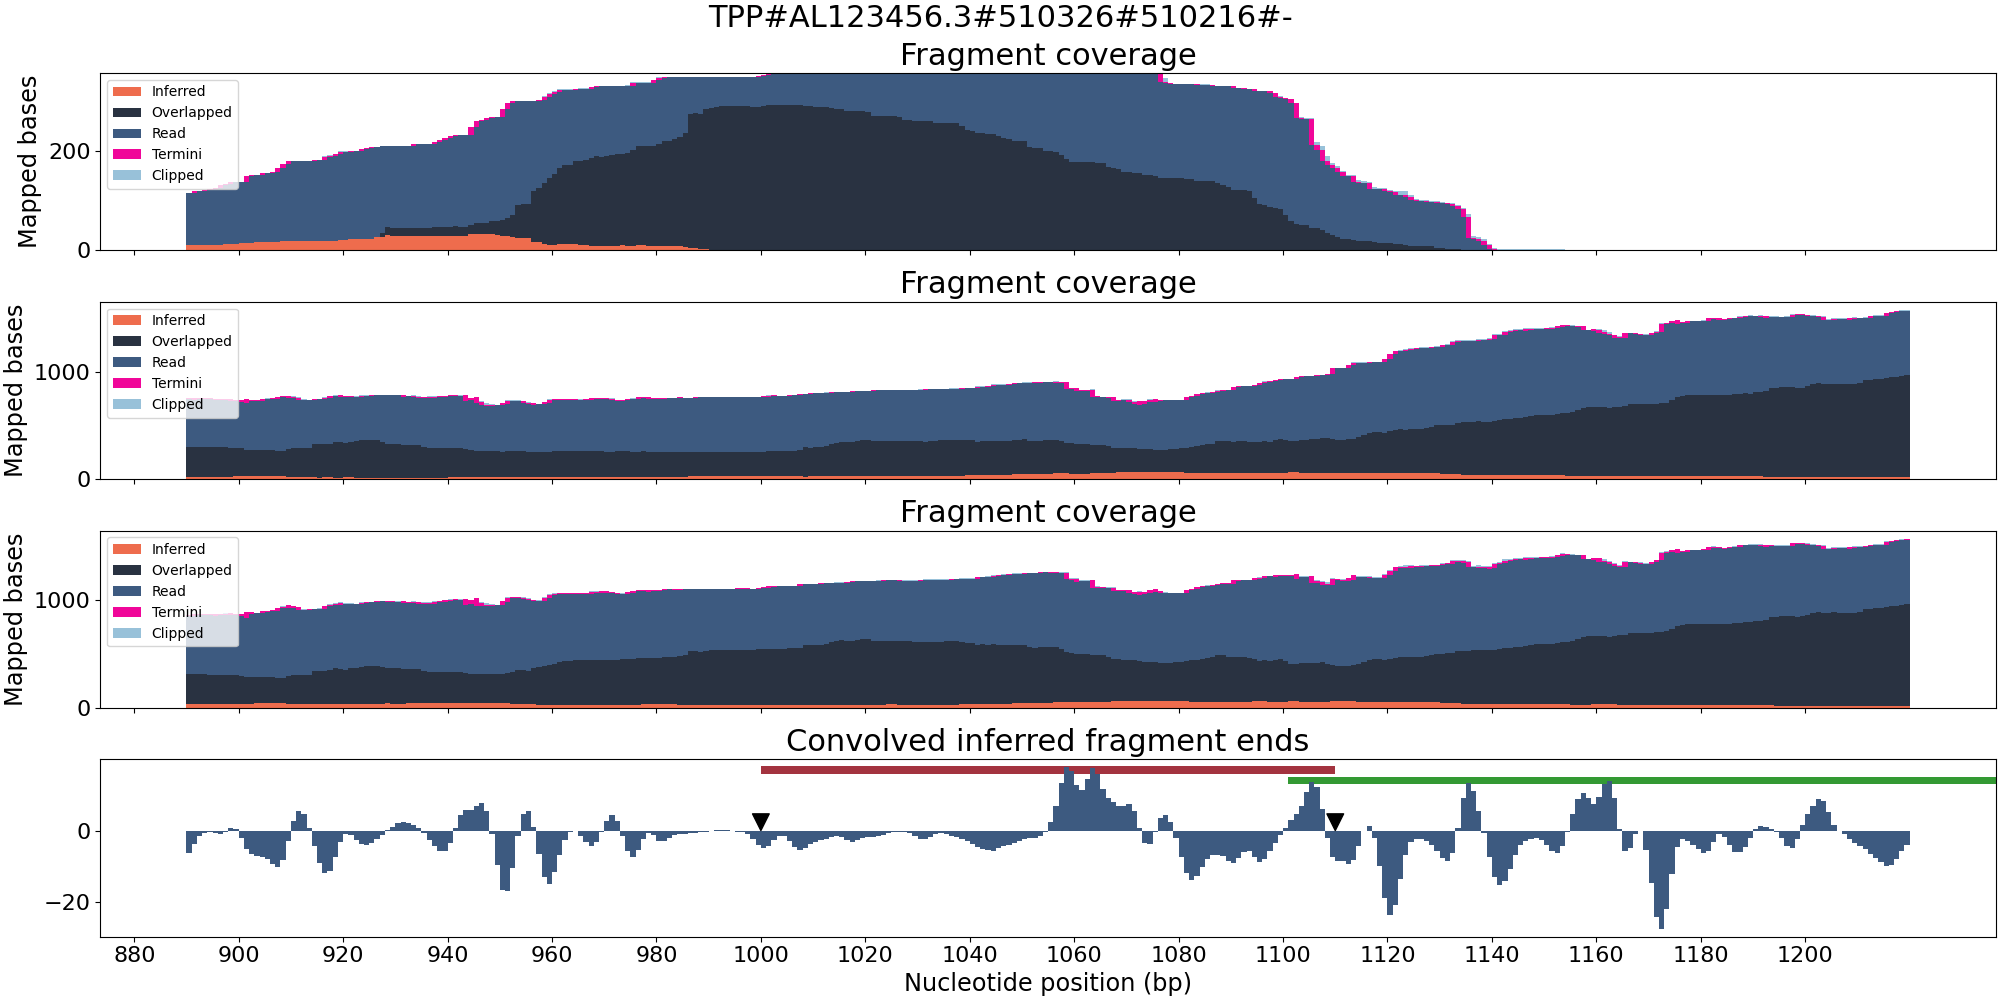 TPP#AL123456.3#510326#510216#-
Fragment coverage
Mapped bases
200
0
Inferred
Overlapped
Read
Termini
Clipped
Fragment coverage
Mapped bases
1000
0
Inferred
Overlapped
Read
Termini
Clipped
Fragment coverage
Mapped bases
1000
0
Inferred
Overlapped
Read
Termini
Clipped
Convolved inferred fragment ends
0
−20
880 900 920 940 960 980 1000 1020 1040 1060 1080 1100 1120 1140 1160 1180 1200
Nucleotide position (bp)